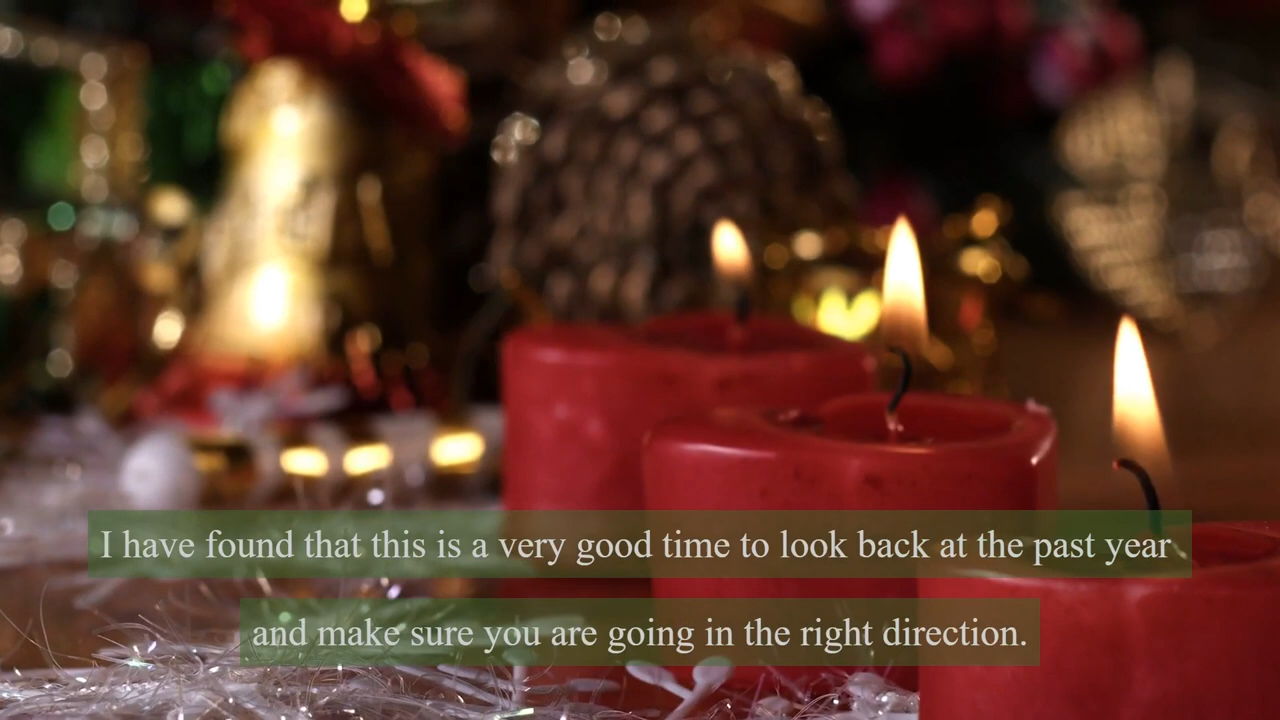 I have found that this is a very good time to look back at the past year
and make sure you are going in the right direction.